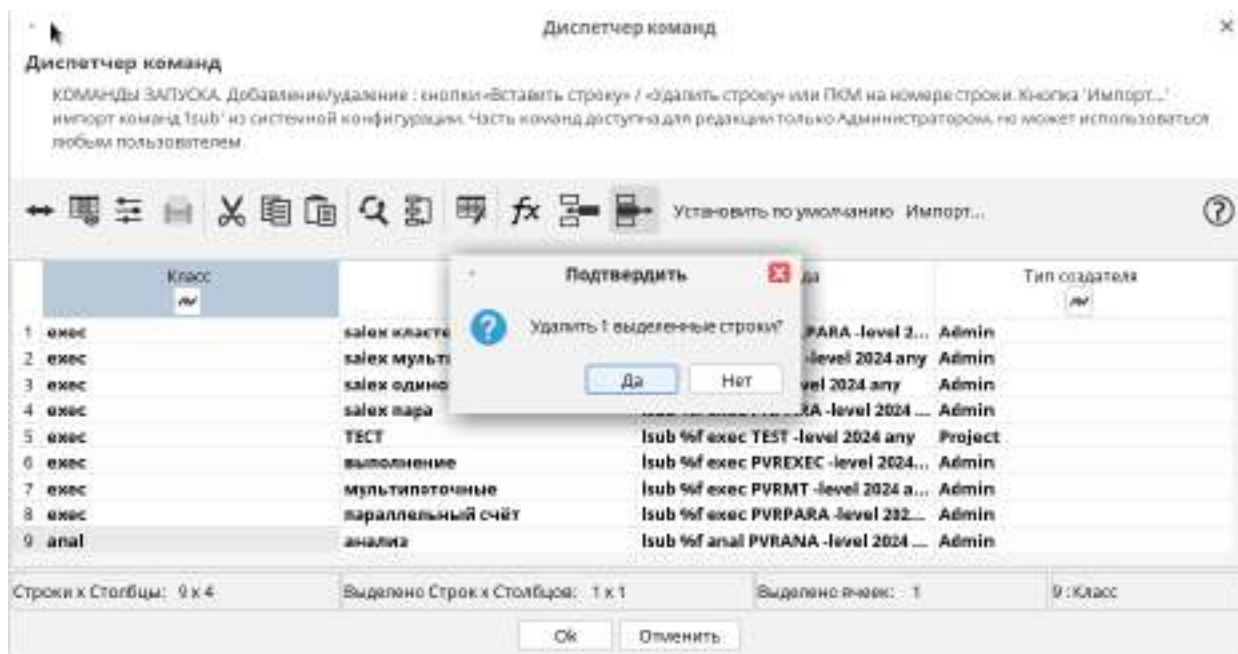 Диспетчер команд
Диспетчер команд
КОМАНДЫ ЗАПУСКА. Добавление/удаление : кнопки «Вставить строку» / «Удалить строку» или ПКМ на номере строки. Кнопка 'Импорт...' -
импорт команд 'lsub' из системной конфигурации. Часть команд доступна для редакции только Администратором, но может использоваться
любым пользователем.
Установить по умолчанию Импорт...
Класс Тип создателя
Подтвердить
Удалить 1 выделенные строки?
Да Нет
1 exec salex класте PARA -level 2... Admin
2 exec salex мульти -level 2024 any Admin
3 exec salex одино vel 2024 any Admin
4 exec salex пара -level 2024 ... Admin
5 exec ТЕСТ lsub %f exec TEST -level 2024 any Project
6 exec выполнение lsub %f exec PVREXEC -level 2024... Admin
7 exec мультипоточные lsub %f exec PVRMT -level 2024 a... Admin
8 exec параллельный счёт lsub %f exec PVRPARA -level 202... Admin
9 anal анализ lsub %f anal PVRANA -level 2024 ... Admin
Строки x Столбцы: 9 x 4 Выделено Строк x Столбцов: 1 x 1 Выделено ячеек: 1 9 : Класс
Ok Отменить